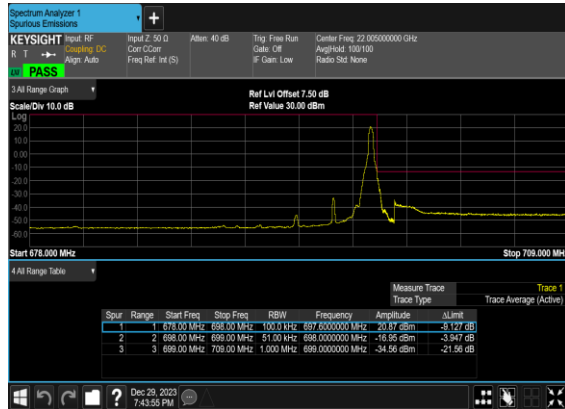 Spectrum Analyzer 1
Spurious Emissions
KEYSIGHT Input: RF Input Z: 50 Ω Atten: 40 dB Trig: Free Run Center Freq: 22.005000000 GHz
R T Coupling: DC Corr CCorr Gate: Off Avg|Hold: 100/100
Align: Auto Freq Ref: Int (S) IF Gain: Low Radio Std: None
LW PASS
3 All Range Graph
Ref Lvl Offset 7.50 dB
Scale/Div 10.0 dB Ref Value 30.00 dBm
Log
20.0
10.0
0.00
-10.0
-20.0
-30.0
-40.0
-50.0
-60.0
Start 678.000 MHz Stop 709.000 MH
4 All Range Table
Measure Trace Trace 1
Trace Type Trace Average (Active)
Spur Range Start Freq Stop Freq RBW Frequency Amplitude ΔLimit
1 1 678.00 MHz 698.00 MHz 100.0 kHz 697.6000000 MHz 20.87 dBm -9.127 dB
2 2 698.00 MHz 699.00 MHz 51.00 kHz 698.0000000 MHz -16.95 dBm -3.947 dB
3 3 699.00 MHz 709.00 MHz 1.000 MHz 699.0000000 MHz -34.56 dBm -21.56 dB
? Dec 29, 2023
7:43:55 PM